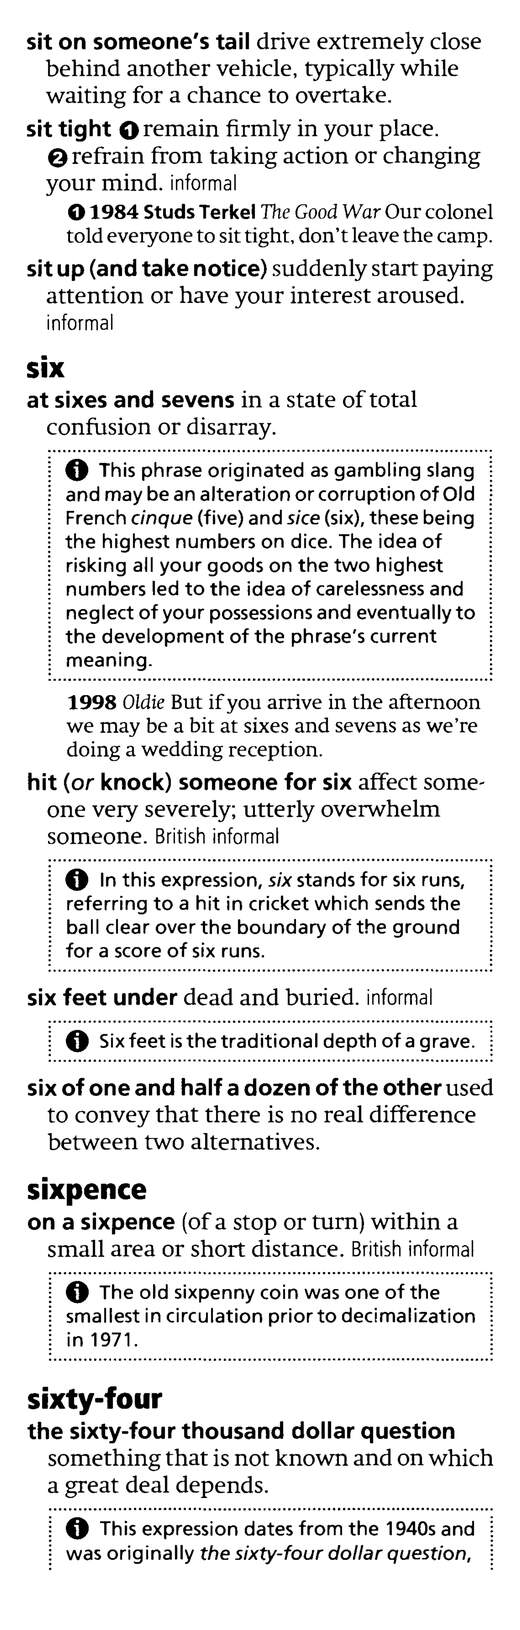 sit on someone's tail drive extremely close
behind another vehicle, typically while
waiting for a chance to overtake.
sit tight ❶ remain firmly in your place.
❷ refrain from taking action or changing
your mind. informal
❶ 1984 Studs Terkel The Good War Our colonel
told everyone to sit tight, don't leave the camp.
sit up (and take notice) suddenly start paying
attention or have your interest aroused.
informal
six
at sixes and sevens in a state of total
confusion or disarray.
ℹ This phrase originated as gambling slang
and may be an alteration or corruption of Old
French cinque (five) and sice (six), these being
the highest numbers on dice. The idea of
risking all your goods on the two highest
numbers led to the idea of carelessness and
neglect of your possessions and eventually to
the development of the phrase's current
meaning.
1998 Oldie But if you arrive in the afternoon
we may be a bit at sixes and sevens as we're
doing a wedding reception.
hit (or knock) someone for six affect some-
one very severely; utterly overwhelm
someone. British informal
ℹ In this expression, six stands for six runs,
referring to a hit in cricket which sends the
ball clear over the boundary of the ground
for a score of six runs.
six feet under dead and buried. informal
ℹ Six feet is the traditional depth of a grave.
six of one and half a dozen of the other used
to convey that there is no real difference
between two alternatives.
sixpence
on a sixpence (of a stop or turn) within a
small area or short distance. British informal
ℹ The old sixpenny coin was one of the
smallest in circulation prior to decimalization
in 1971.
sixty-four
the sixty-four thousand dollar question
something that is not known and on which
a great deal depends.
ℹ This expression dates from the 1940s and
was originally the sixty-four dollar question,